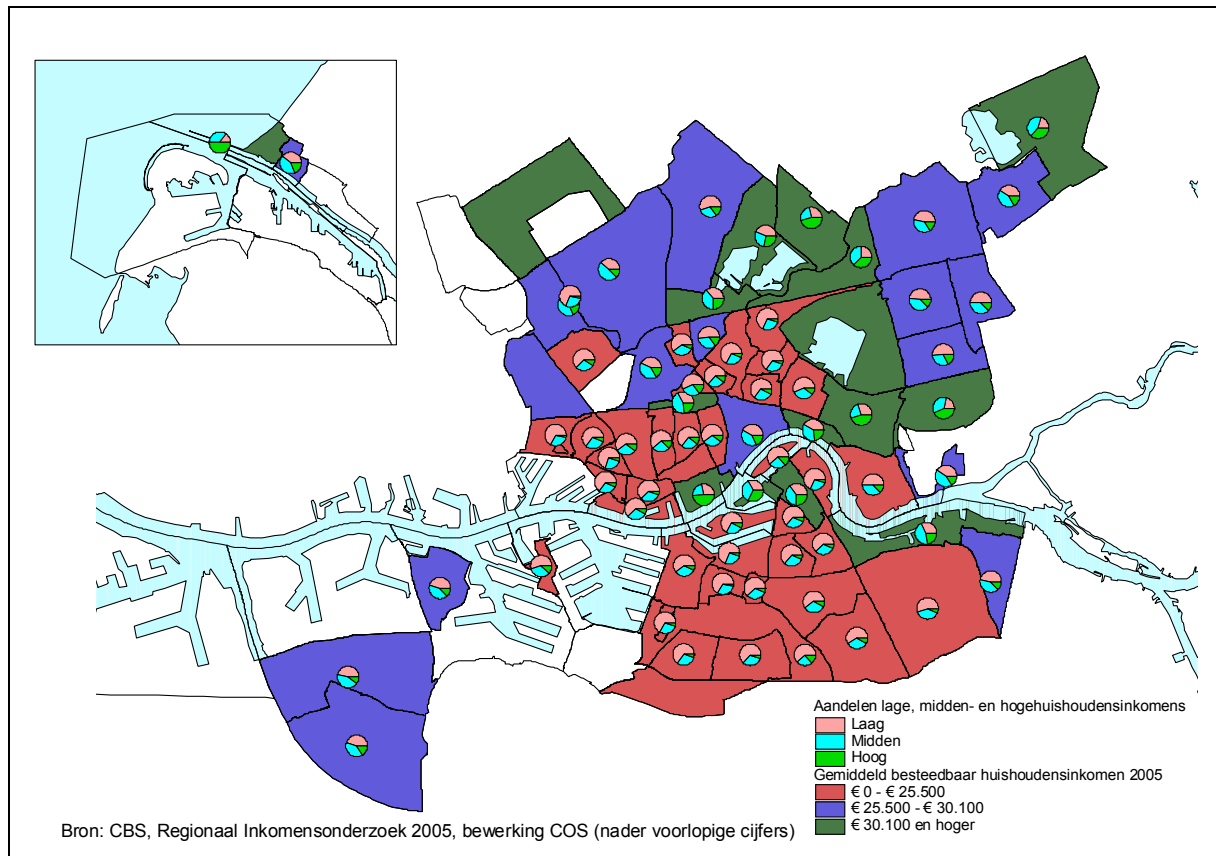 Aandelen lage, midden- en hogehuishoudensinkomens
Laag
Midden
Hoog
Gemiddeld besteedbaar huishoudensinkomen 2005
€ 0 - € 25.500
€ 25.500 - € 30.100
€ 30.100 en hoger
Bron: CBS, Regionaal Inkomensonderzoek 2005, bewerking COS (nader voorlopige cijfers)